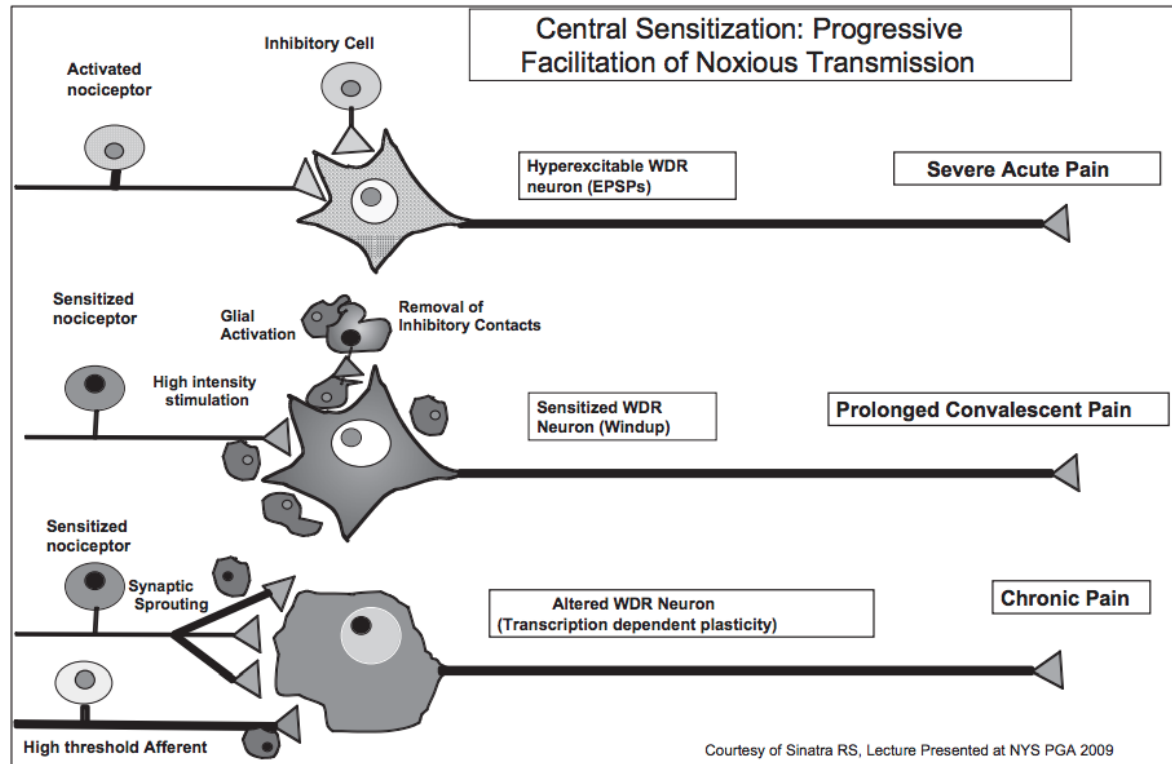 Central Sensitization: Progressive
Facilitation of Noxious Transmission
Inhibitory Cell
Activated
nociceptor
Hyperexcitable WDR
neuron (EPSPs)
Severe Acute Pain
Sensitized
nociceptor
Glial
Activation
Removal of
Inhibitory Contacts
High intensity
stimulation
Sensitized WDR
Neuron (Windup)
Prolonged Convalescent Pain
Sensitized
nociceptor
Synaptic
Sprouting
Altered WDR Neuron
(Transcription dependent plasticity)
Chronic Pain
High threshold Afferent
Courtesy of Sinatra RS, Lecture Presented at NYS PGA 2009